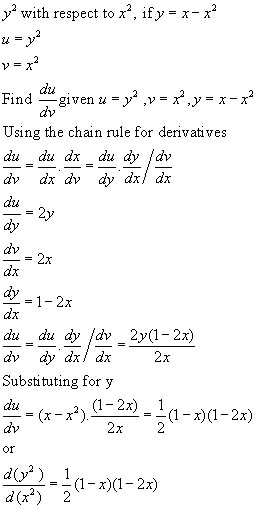 y² with respect to x², if y = x − x²
u = y²
v = x²
Find du/dv given u = y² ,v = x² ,y = x − x²
Using the chain rule for derivatives
du/dv = du/dx . dx/dv = du/dy . dy/dx / dv/dx
du/dy = 2y
dv/dx = 2x
dy/dx = 1 − 2x
du/dv = du/dy . dy/dx / dv/dx = 2y(1 − 2x)/2x
Substituting for y
du/dv = (x − x²). (1 − 2x)/2x = 1/2 (1 − x)(1 − 2x)
or
d(y²)/d(x²) = 1/2 (1 − x)(1 − 2x)